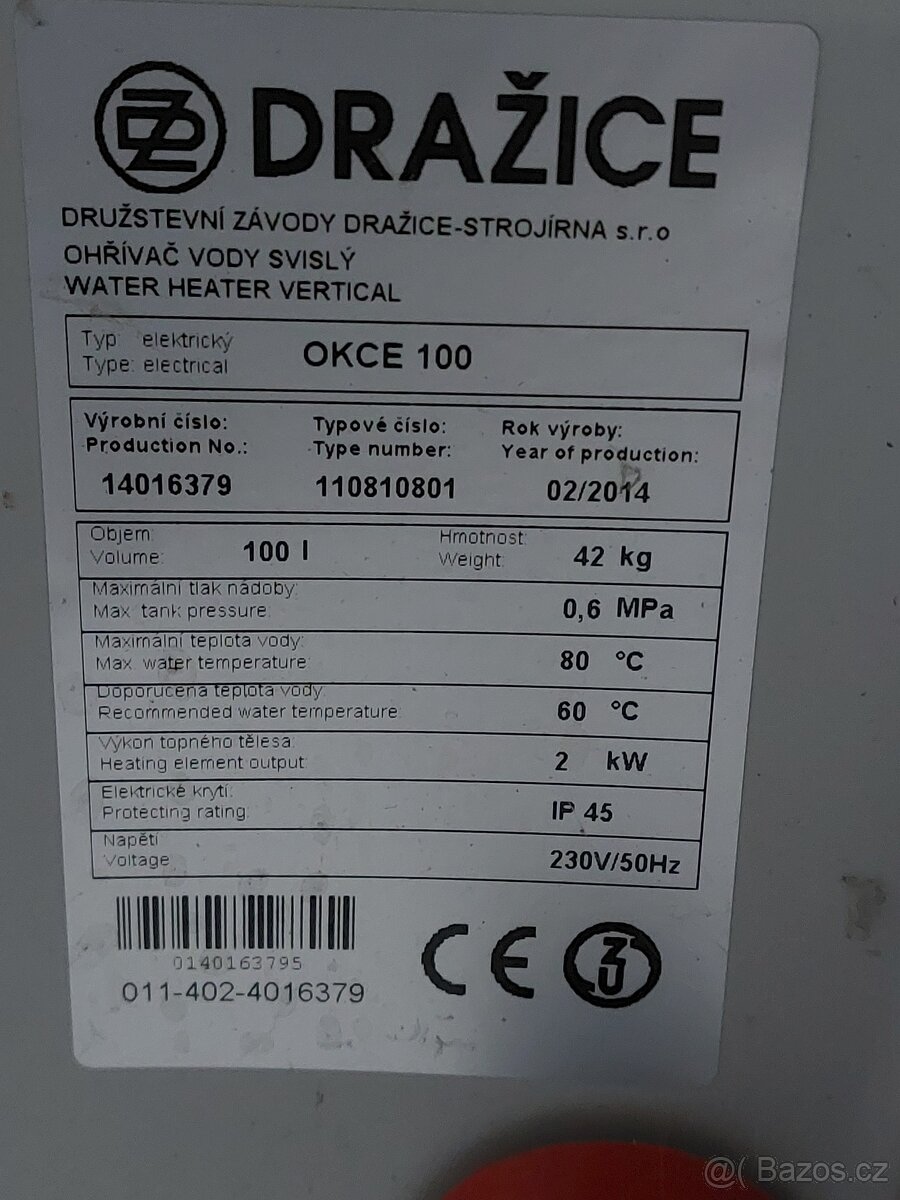 DRAŽICE
DRUŽSTEVNÍ ZÁVODY DRAŽICE-STROJÍRNA s.r.o
OHŘÍVAČ VODY SVISLÝ
WATER HEATER VERTICAL
Typ: elektrický
Type: electrical
OKCE 100
Výrobní číslo:
Production No.:
14016379
Typové číslo:
Type number:
110810801
Rok výroby:
Year of production:
02/2014
Objem:
Volume:
100 l
Hmotnost:
Weight:
42 kg
Maximální tlak nádoby:
Max. tank pressure:
0,6 MPa
Maximální teplota vody:
Max. water temperature:
80 °C
Doporučená teplota vody:
Recommended water temperature:
60 °C
Výkon topného tělesa:
Heating element output:
2 kW
Elektrické krytí:
Protecting rating:
IP 45
Napětí
Voltage
230V/50Hz
0140163795
011-402-4016379
CE
@( Bazos.cz